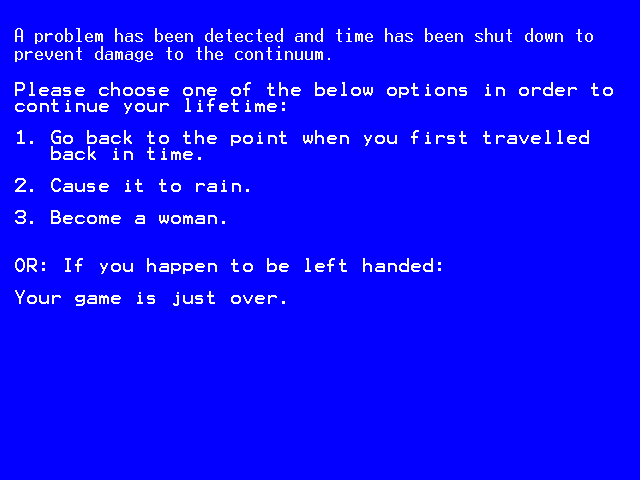 A problem has been detected and time has been shut down to
prevent damage to the continuum.
Please choose one of the below options in order to
continue your lifetime:
1. Go back to the point when you first travelled
back in time.
2. Cause it to rain.
3. Become a woman.
OR: If you happen to be left handed:
Your game is just over.